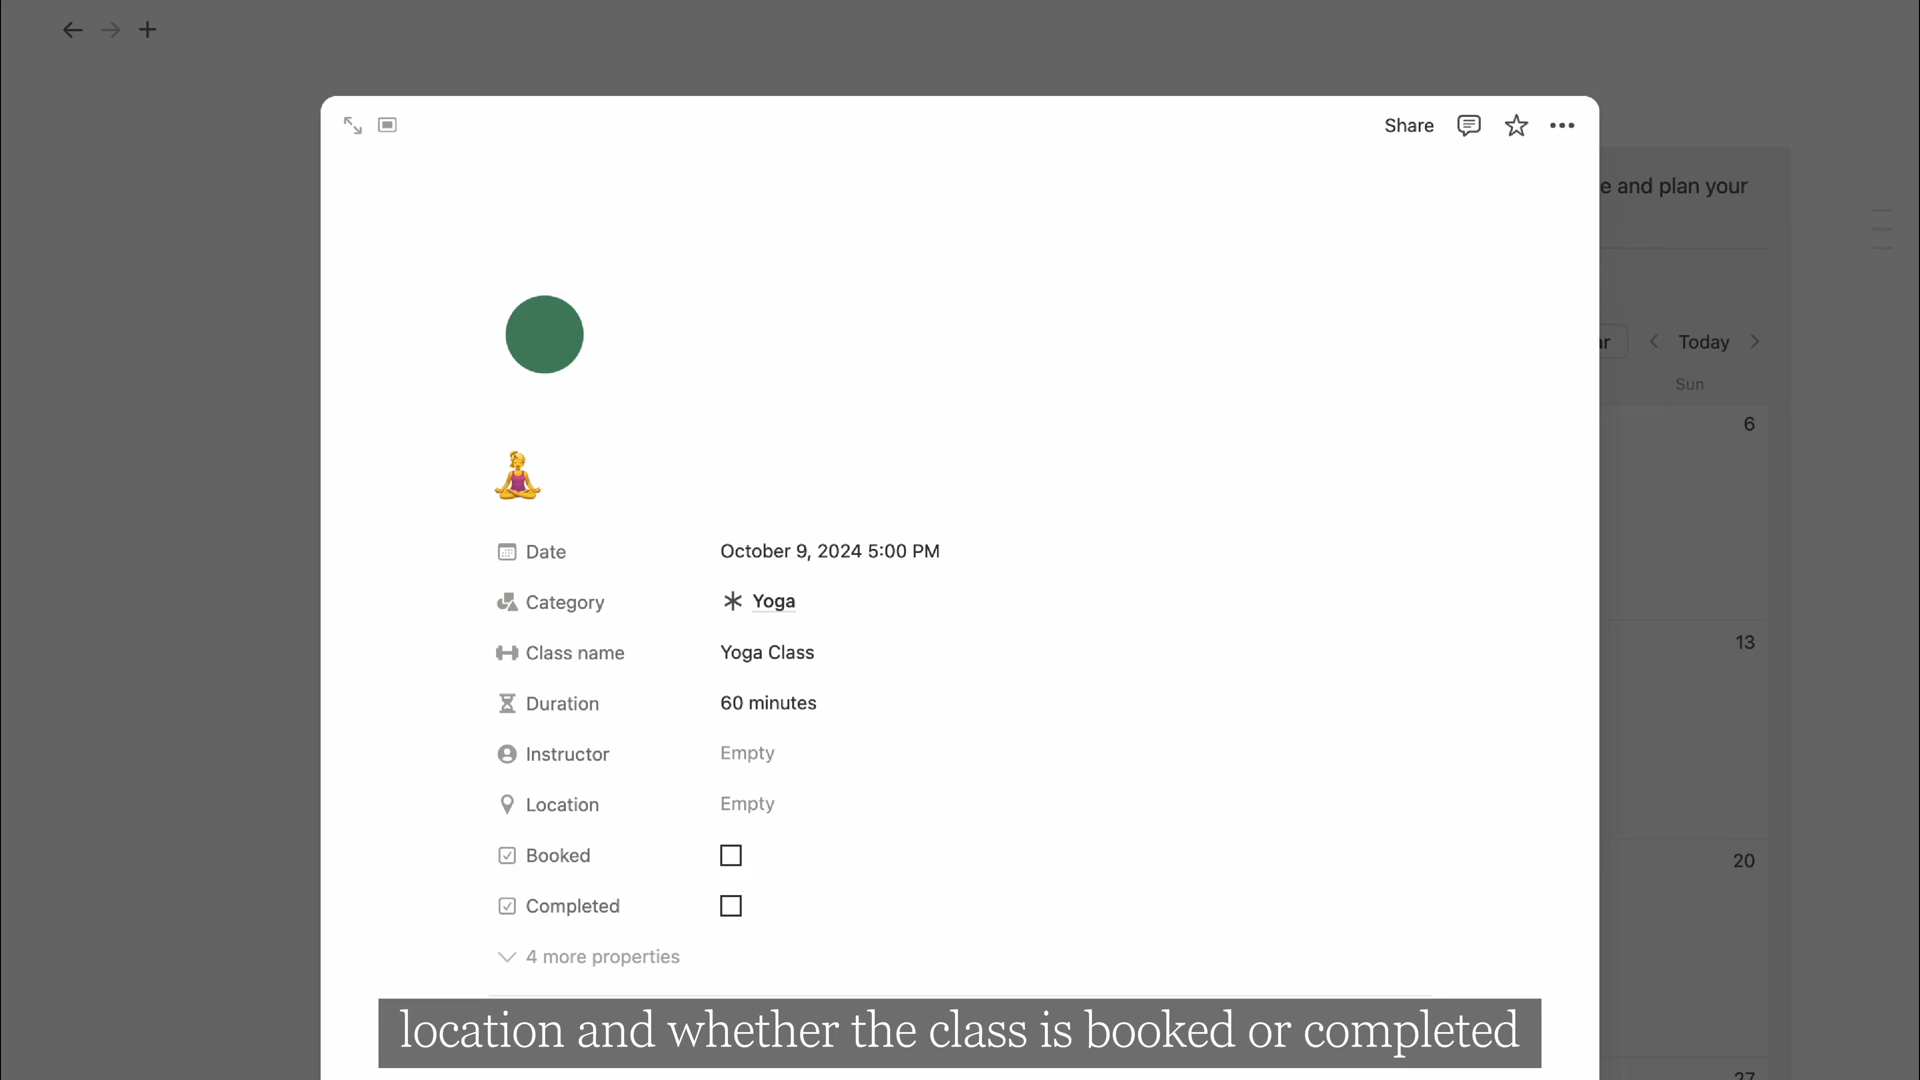 Share
e and plan your
ar
Today
Sun
6
Date
October 9, 2024 5:00 PM
Category
Yoga
Class name
Yoga Class
13
Duration
60 minutes
Instructor
Empty
Location
Empty
Booked
20
Completed
4 more properties
location and whether the class is booked or completed
27